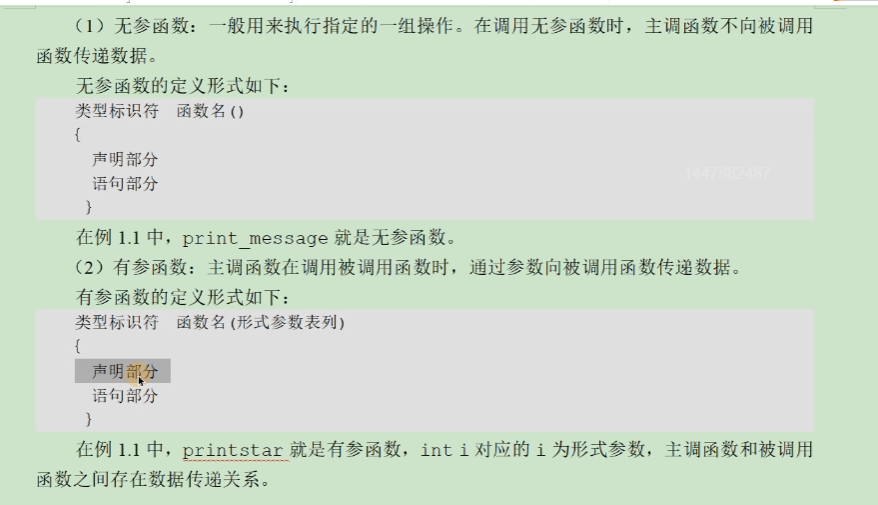 （1）无参函数：一般用来执行指定的一组操作。在调用无参函数时，主调函数不向被调用
函数传递数据。
无参函数的定义形式如下：
类型标识符 函数名()
{
声明部分
1447882487
语句部分
}
在例 1.1 中，print_message 就是无参函数。
（2）有参函数：主调函数在调用被调用函数时，通过参数向被调用函数传递数据。
有参函数的定义形式如下：
类型标识符 函数名(形式参数表列)
{
声明部分
语句部分
}
在例 1.1 中，printstar 就是有参函数，int i 对应的 i 为形式参数，主调函数和被调用
函数之间存在数据传递关系。